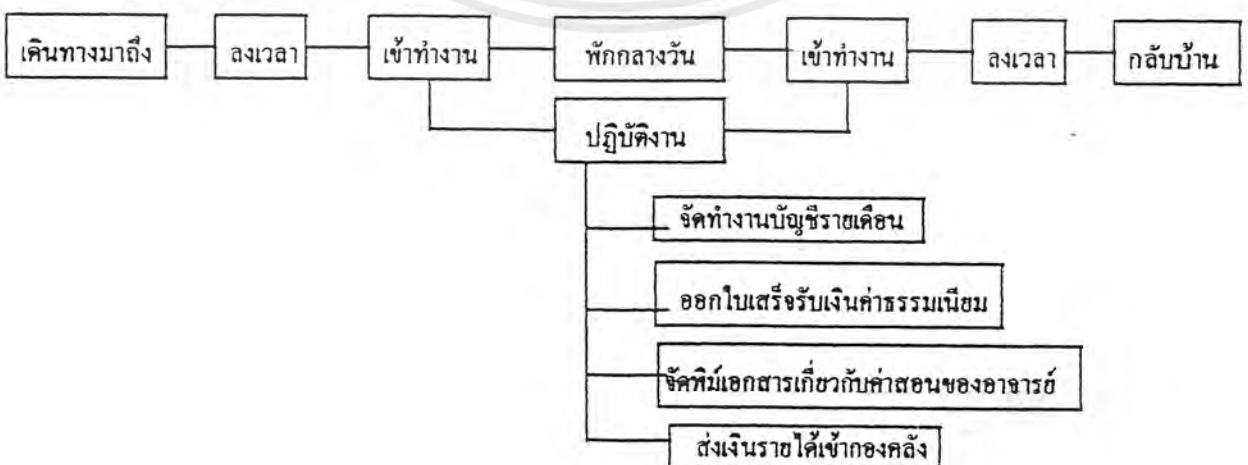 เดินทางมาถึง
ลงเวลา
เข้าทำงาน
พักกลางวัน
เข้าทำงาน
ลงเวลา
กลับบ้าน
ปฏิบัติงาน
จัดทำงานบัญชีรายเดือน
ออกใบเสร็จรับเงินค่าธรรมเนียม
จัดพิมพ์เอกสารเกี่ยวกับค่าสอนของอาจารย์
ส่งเงินรายได้เข้ากองคลัง